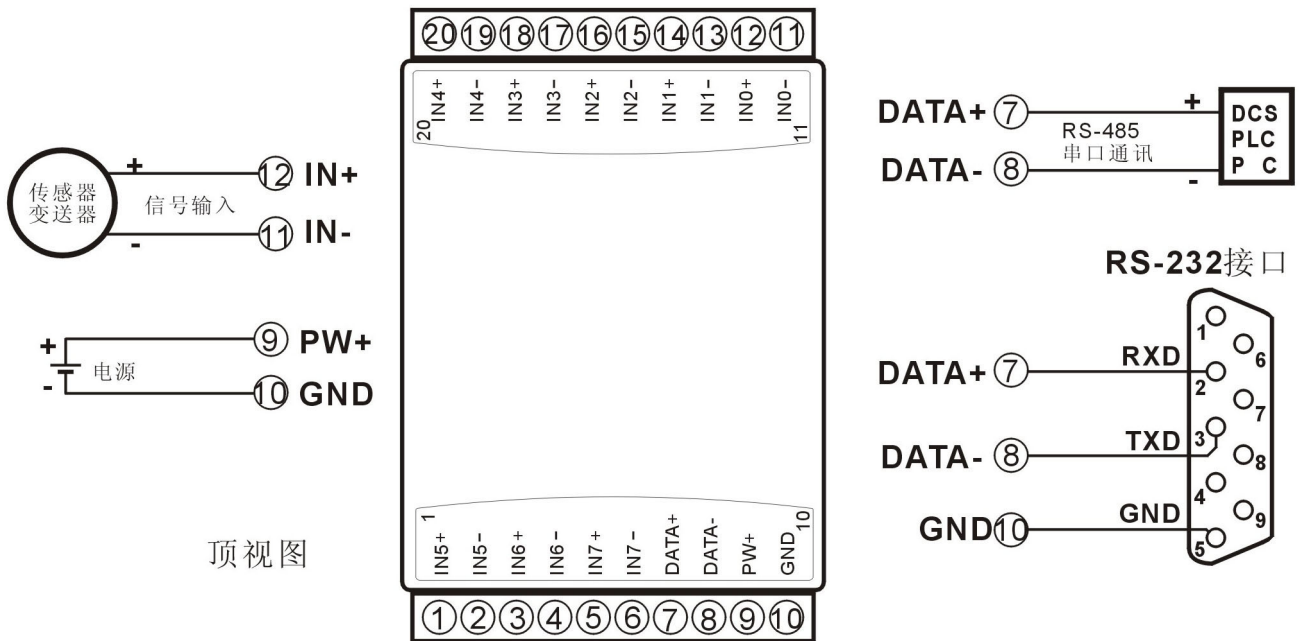 ⑳⑲⑱⑰⑯⑮⑭⑬⑫⑪
IN4+ IN4- IN3+ IN3- IN2+ IN2- IN1+ IN1- IN0+ IN0-
20 11
传感器
变送器
+
-
信号输入
⑫ IN+
⑪ IN-
+
-
电源
⑨ PW+
⑩ GND
顶视图
1 10
IN5+ IN5- IN6+ IN6- IN7+ IN7- DATA+ DATA- PW+ GND
①②③④⑤⑥⑦⑧⑨⑩
DATA+ ⑦
DATA- ⑧
RS-485
串口通讯
+
-
DCS
PLC
P C
RS-232接口
DATA+ ⑦ RXD
DATA- ⑧ TXD
GND⑩ GND
1
2
3
4
5
6
7
8
9